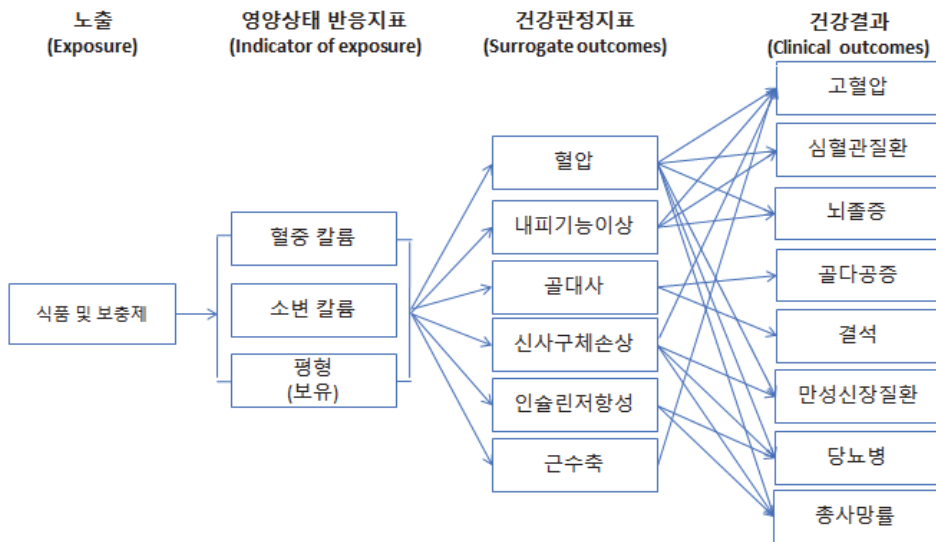 노출
(Exposure)
영양상태 반응지표
(Indicator of exposure)
건강판정지표
(Surrogate outcomes)
건강결과
(Clinical outcomes)
식품 및 보충제
혈중 칼륨
소변 칼륨
평형
(보유)
혈압
내피기능이상
골대사
신사구체손상
인슐린저항성
근수축
고혈압
심혈관질환
뇌졸증
골다공증
결석
만성신장질환
당뇨병
총사망률